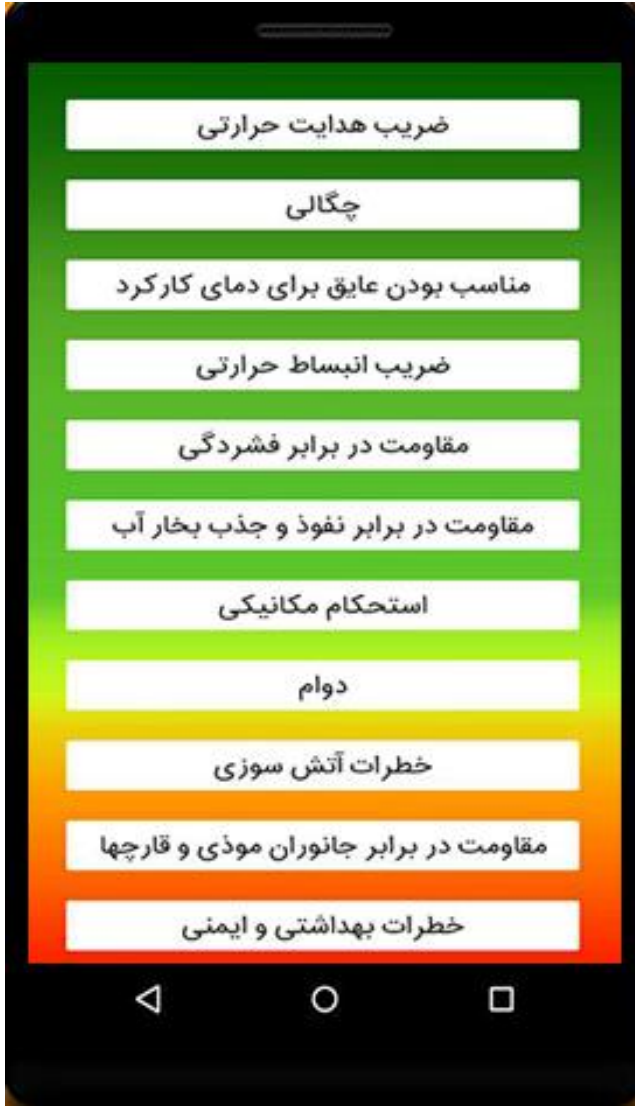 ضریب هدایت حرارتی
چگالی
مناسب بودن عایق برای دمای کارکرد
ضریب انبساط حرارتی
مقاومت در برابر فشردگی
مقاومت در برابر نفوذ و جذب بخار آب
استحکام مکانیکی
دوام
خطرات آتش سوزی
مقاومت در برابر جانوران موذی و قارچها
خطرات بهداشتی و ایمنی